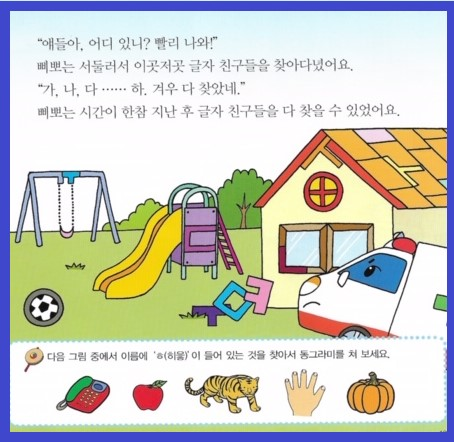 “얘들아, 어디 있니? 빨리 나와!”
삐뽀는 서둘러서 이곳저곳 글자 친구들을 찾아다녔어요.
“가, 나, 다 …… 하. 겨우 다 찾았네.”
삐뽀는 시간이 한참 지난 후 글자 친구들을 다 찾을 수 있었어요.
다음 그림 중에서 이름에 ‘ㅎ(히읗)’이 들어 있는 것을 찾아서 동그라미를 쳐 보세요.